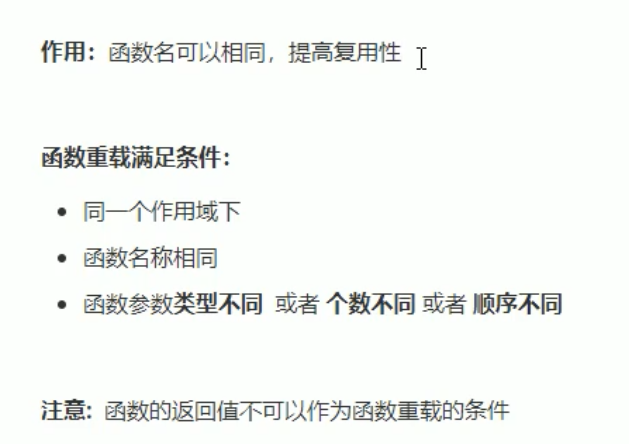 作用：函数名可以相同，提高复用性
函数重载满足条件：
同一个作用域下
函数名称相同
函数参数类型不同 或者 个数不同 或者 顺序不同
注意: 函数的返回值不可以作为函数重载的条件